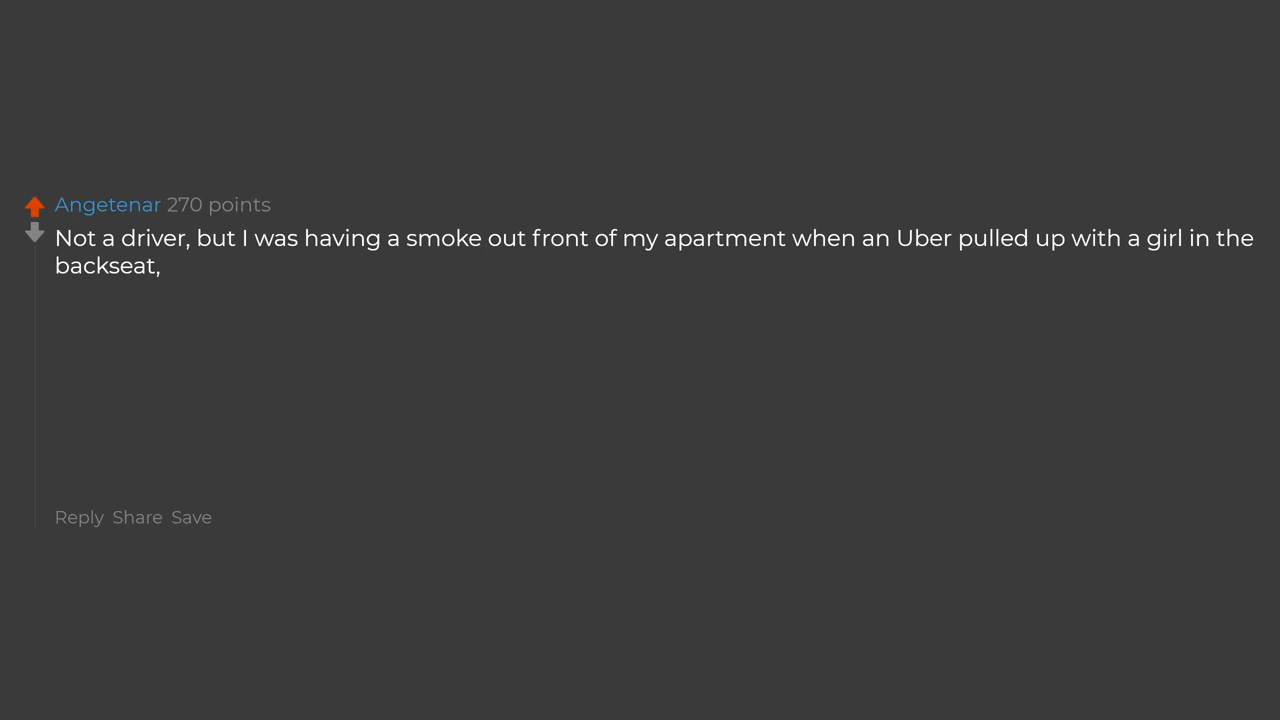 Angetenar 270 points
Not a driver, but I was having a smoke out front of my apartment when an Uber pulled up with a girl in the
backseat,
Reply Share Save